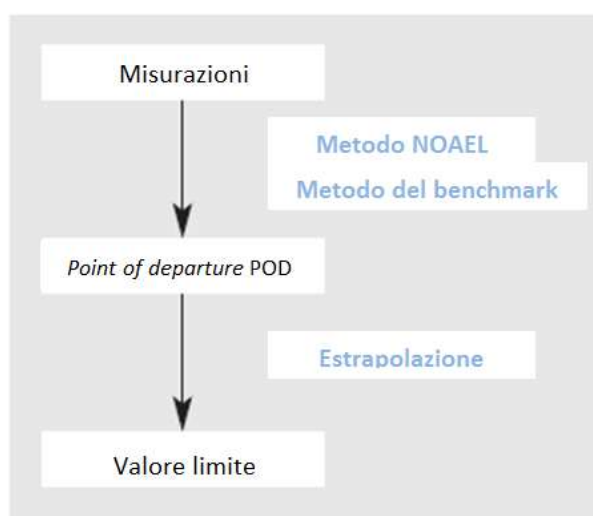 Misurazioni
Metodo NOAEL
Metodo del benchmark
Point of departure POD
Estrapolazione
Valore limite